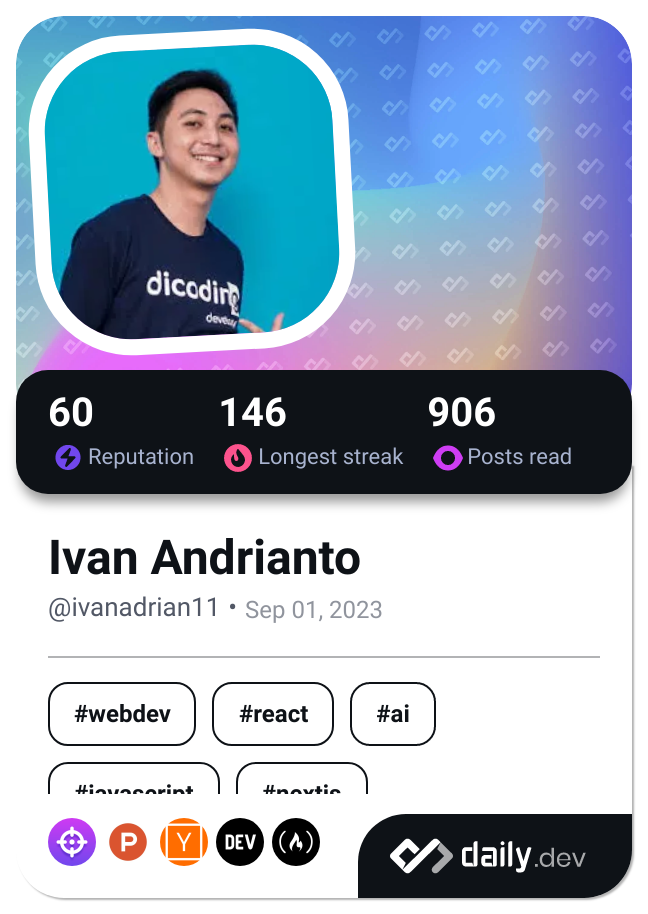 dicoding
60
146
906
Reputation
Longest streak
Posts read
Ivan Andrianto
@ivanadrian11 • Sep 01, 2023
#webdev
#react
#ai
#javascript
#nextjs
P
Y
DEV
daily.dev